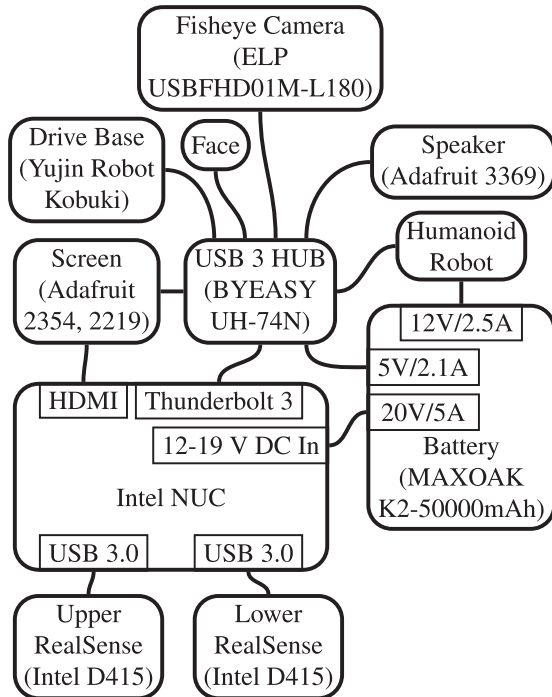 Fisheye Camera
(ELP
USBFHD01M-L180)
Drive Base
(Yujin Robot
Kobuki)
Face
Speaker
(Adafruit 3369)
Screen
(Adafruit
2354, 2219)
USB 3 HUB
(BYEASY
UH-74N)
Humanoid
Robot
12V/2.5A
5V/2.1A
20V/5A
Battery
(MAXOAK
K2-50000mAh)
HDMI
Thunderbolt 3
12-19 V DC In
Intel NUC
USB 3.0
USB 3.0
Upper
RealSense
(Intel D415)
Lower
RealSense
(Intel D415)